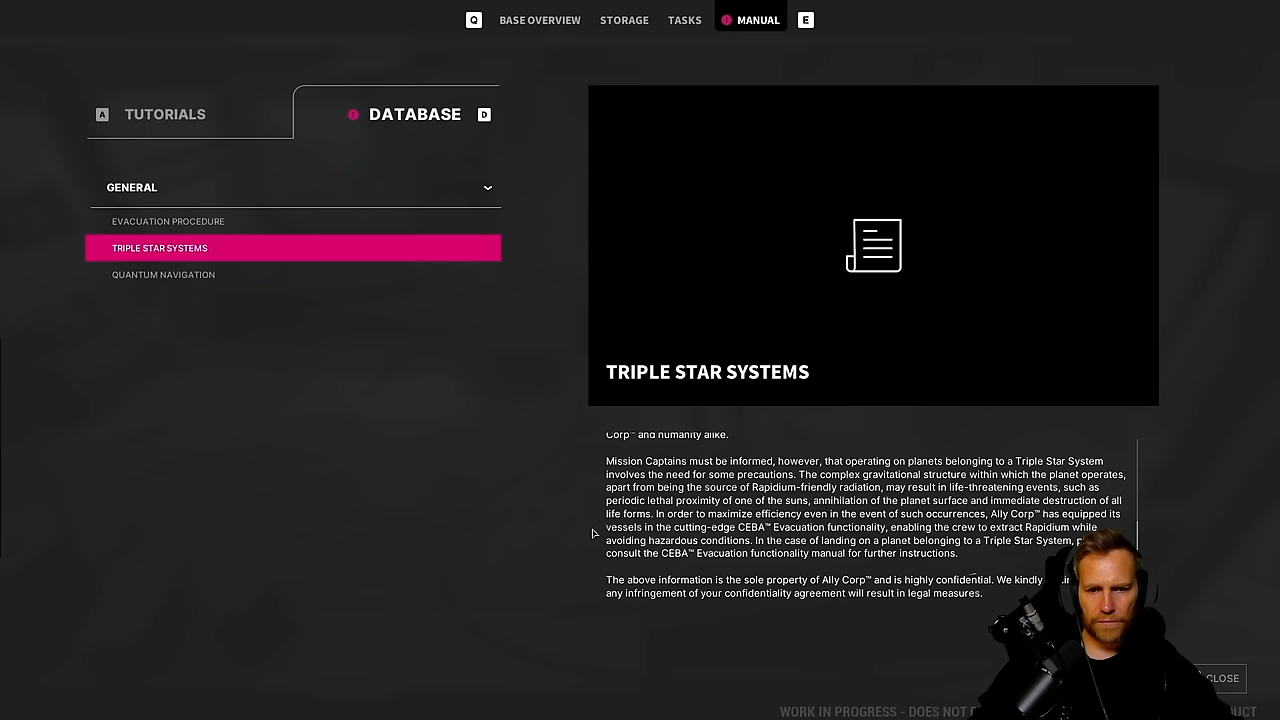 Q BASE OVERVIEW STORAGE TASKS MANUAL E
A TUTORIALS
DATABASE D
GENERAL
EVACUATION PROCEDURE
TRIPLE STAR SYSTEMS
QUANTUM NAVIGATION
TRIPLE STAR SYSTEMS
Corp™ and humanity alike.
Mission Captains must be informed, however, that operating on planets belonging to a Triple Star System
involves the need for some precautions. The complex gravitational structure within which the planet operates,
apart from being the source of Rapidium-friendly radiation, may result in life-threatening events, such as
periodic lethal proximity of one of the suns, annihilation of the planet surface and immediate destruction of all
life forms. In order to maximize efficiency even in the event of such occurrences, Ally Corp™ has equipped its
vessels in the cutting-edge CEBA™ Evacuation functionality, enabling the crew to extract Rapidium while
avoiding hazardous conditions. In the case of landing on a planet belonging to a Triple Star System,
consult the CEBA™ Evacuation functionality manual for further instructions.
The above information is the sole property of Ally Corp™ and is highly confidential. We kindly
any infringement of your confidentiality agreement will result in legal measures.
CLOSE
WORK IN PROGRESS - DOES NOT